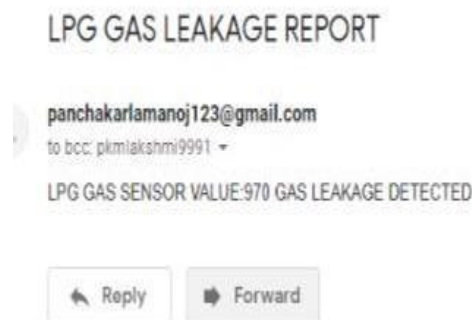 LPG GAS LEAKAGE REPORT
panchakarlamanoj123@gmail.com
to bcc: pkmlakshmi9991
LPG GAS SENSOR VALUE:970 GAS LEAKAGE DETECTED
Reply
Forward